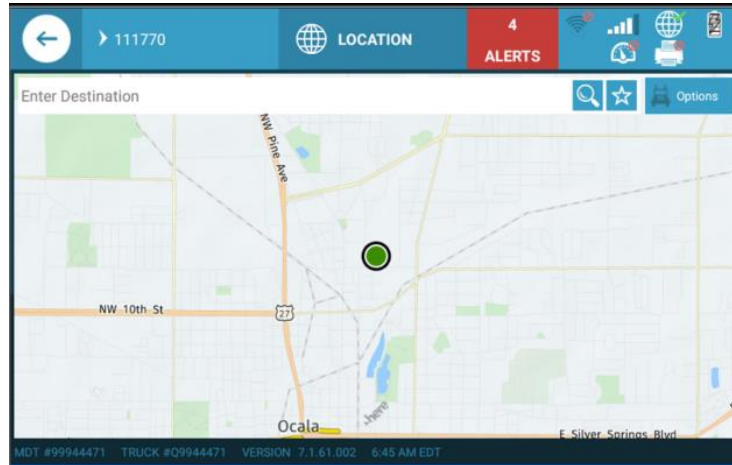 111770
LOCATION
4
ALERTS
Enter Destination
Options
NW Pine Ave
NW 10th St
27
Ocala
here
E Silver Springs Blvd
MDT #99944471 TRUCK #Q9944471 VERSION 7.1.61.002 6:45 AM EDT